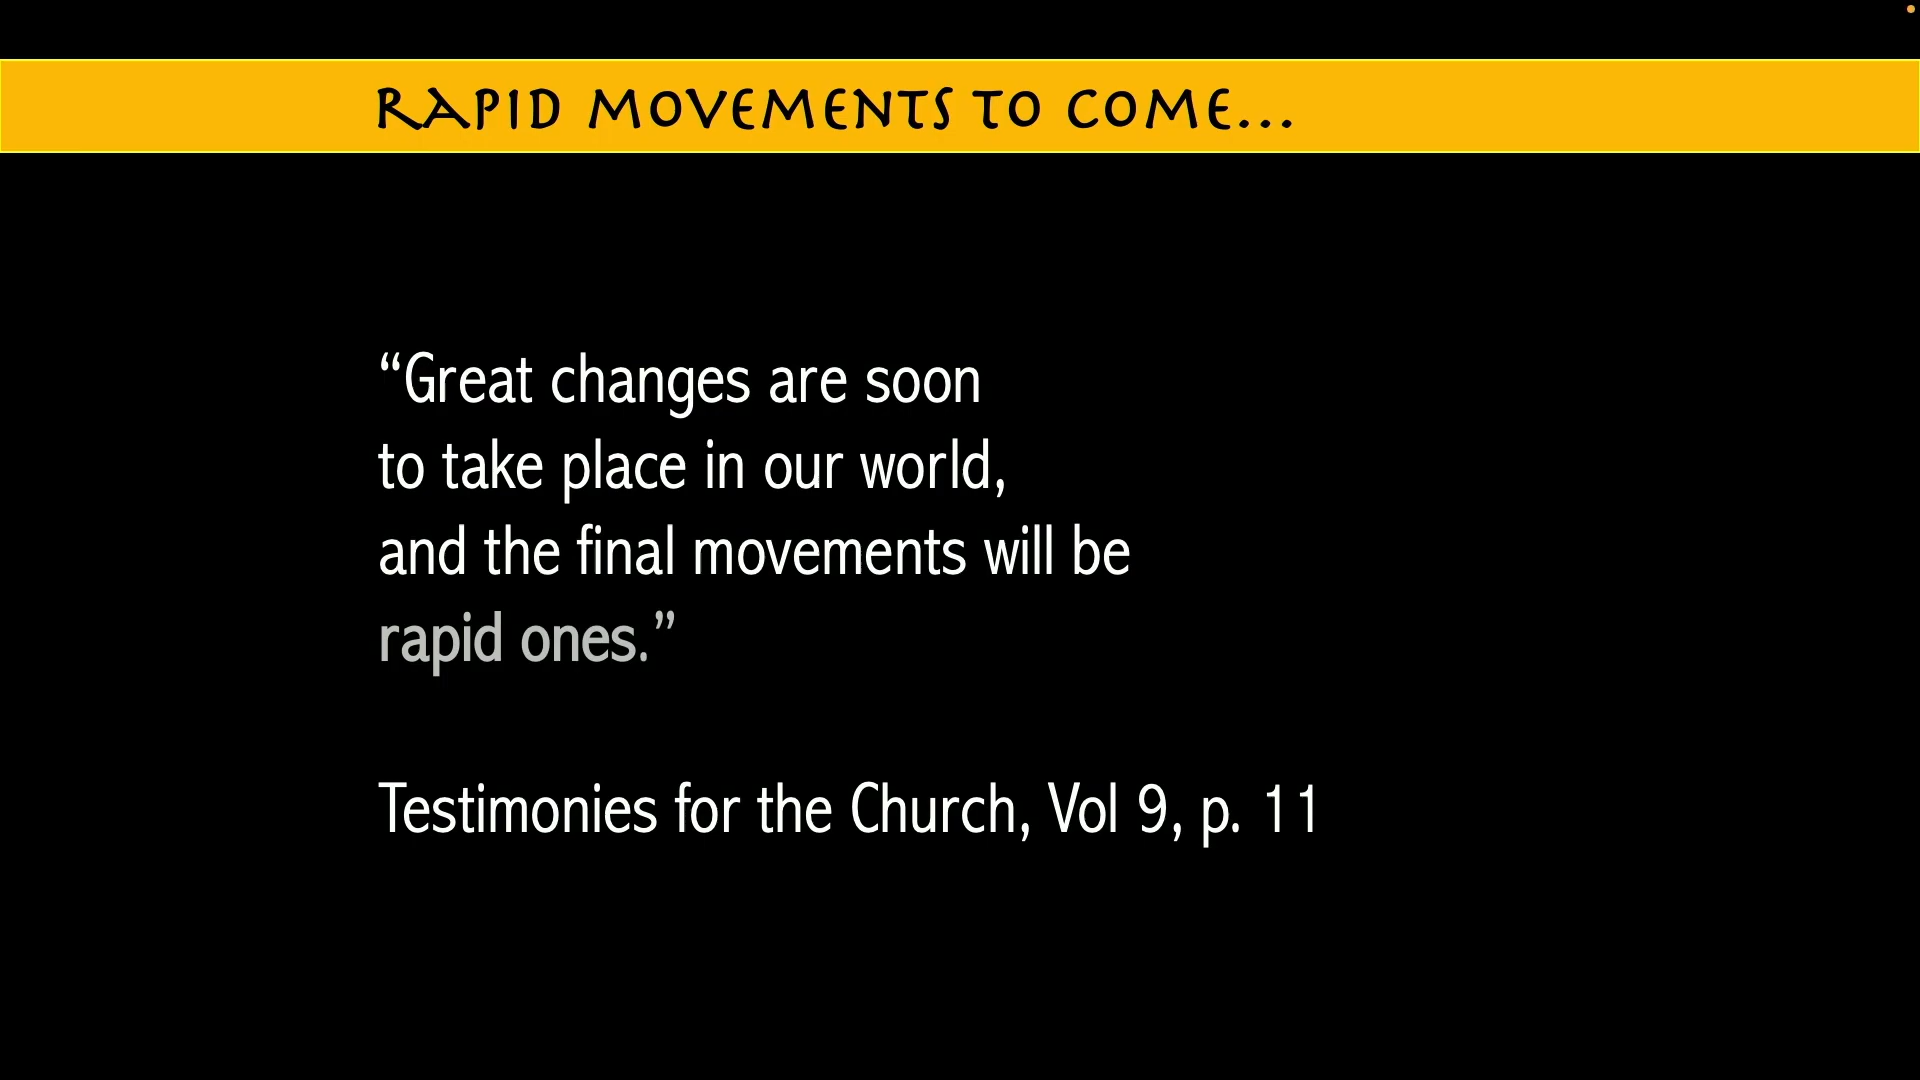 RAPID MOVEMENTS TO COME...
“Great changes are soon
to take place in our world,
and the final movements will be
rapid ones.”
Testimonies for the Church, Vol 9, p. 11